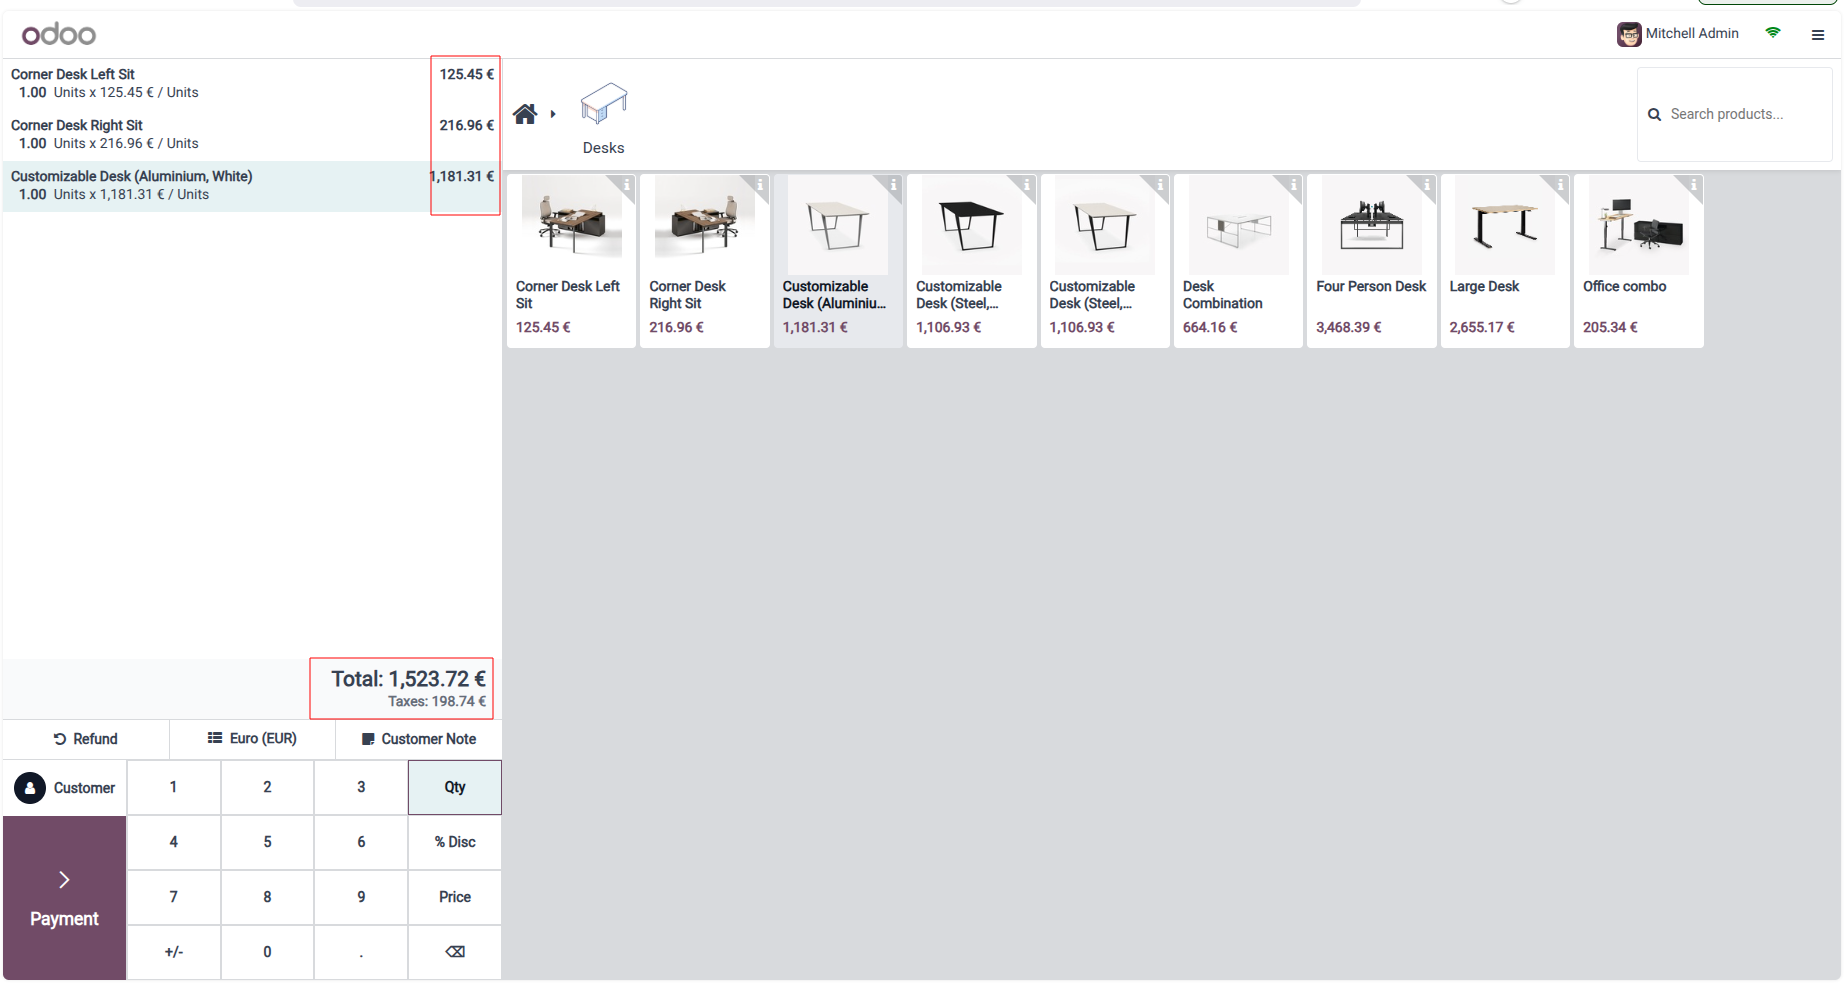 odoo
Mitchell Admin
Corner Desk Left Sit 125.45 €
1.00 Units x 125.45 € / Units
Corner Desk Right Sit 216.96 €
1.00 Units x 216.96 € / Units
Customizable Desk (Aluminium, White) 1,181.31 €
1.00 Units x 1,181.31 € / Units
Desks
Search products...
Corner Desk Left
Sit
125.45 €
Corner Desk
Right Sit
216.96 €
Customizable
Desk (Aluminiu...
1,181.31 €
Customizable
Desk (Steel,...
1,106.93 €
Customizable
Desk (Steel,...
1,106.93 €
Desk
Combination
664.16 €
Four Person Desk
3,468.39 €
Large Desk
2,655.17 €
Office combo
205.34 €
Total: 1,523.72 €
Taxes: 198.74 €
Refund
Euro (EUR)
Customer Note
Customer
1 2 3 Qty
4 5 6 % Disc
7 8 9 Price
Payment
+/- 0 .